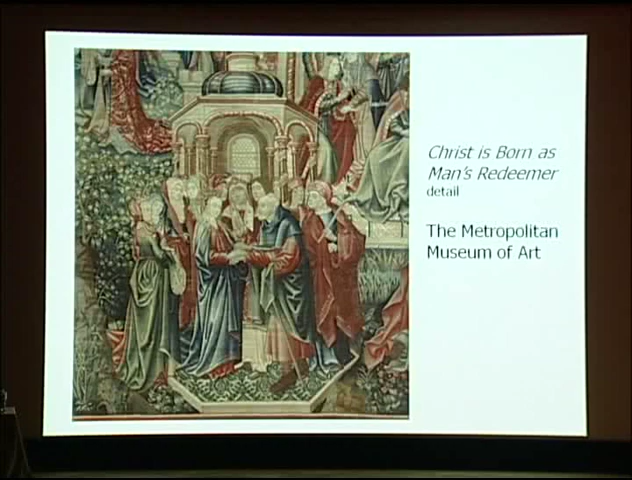 Christ is Born as
Man's Redeemer
detail
The Metropolitan
Museum of Art